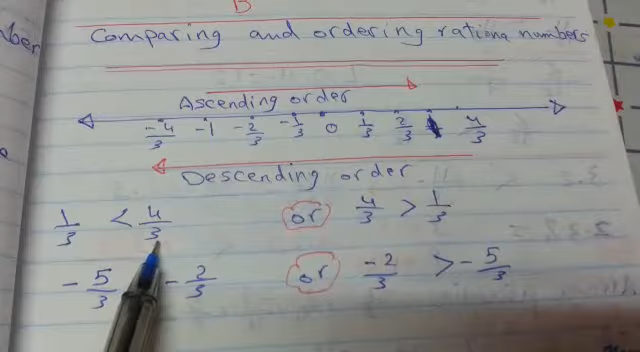 B
Comparing and ordering rationa numbers
Ascending order
-4/3 -1 -2/3 -1/3 0 1/3 2/3 4/3
Descending order
1/3 < 4/3 or 4/3 > 1/3
-5/3 -2/3 or -2/3 > -5/3